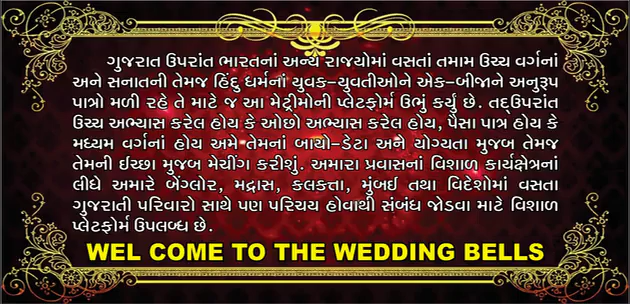 ગુજરાત ઉપરાંત ભારતનાં અન્ય રાજ્યોમાં વસતાં તમામ ઉચ્ચ વર્ગનાં
અને સનાતની તેમજ હિંદુ ધર્મનાં યુવક–યુવતીઓને એક–બીજાને અનુરૂપ
પાત્રો મળી રહે તે માટે જ આ મેટ્રીમોની પ્લેટફોર્મ ઉભું કર્યું છે. તદ્ઉપરાંત
ઉચ્ચ અભ્યાસ કરેલ હોય કે ઓછો અભ્યાસ કરેલ હોય, પૈસા પાત્ર હોય કે
મધ્યમ વર્ગનાં હોય અમે તેમનાં બાયો–ડેટા અને યોગ્યતા મુજબ તેમજ
તેમની ઈચ્છા મુજબ મેચીંગ કરીશું. અમારા પ્રવાસનાં વિશાળ કાર્યક્ષેત્રનાં
લીધે અમારે બેંગ્લોર, મદ્રાસ, કલકત્તા, મુંબઈ તથા વિદેશોમાં વસતા
ગુજરાતી પરિવારો સાથે પણ પરિચય હોવાથી સંબંધ જોડવા માટે વિશાળ
પ્લેટફોર્મ ઉપલબ્ધ છે.
WEL COME TO THE WEDDING BELLS